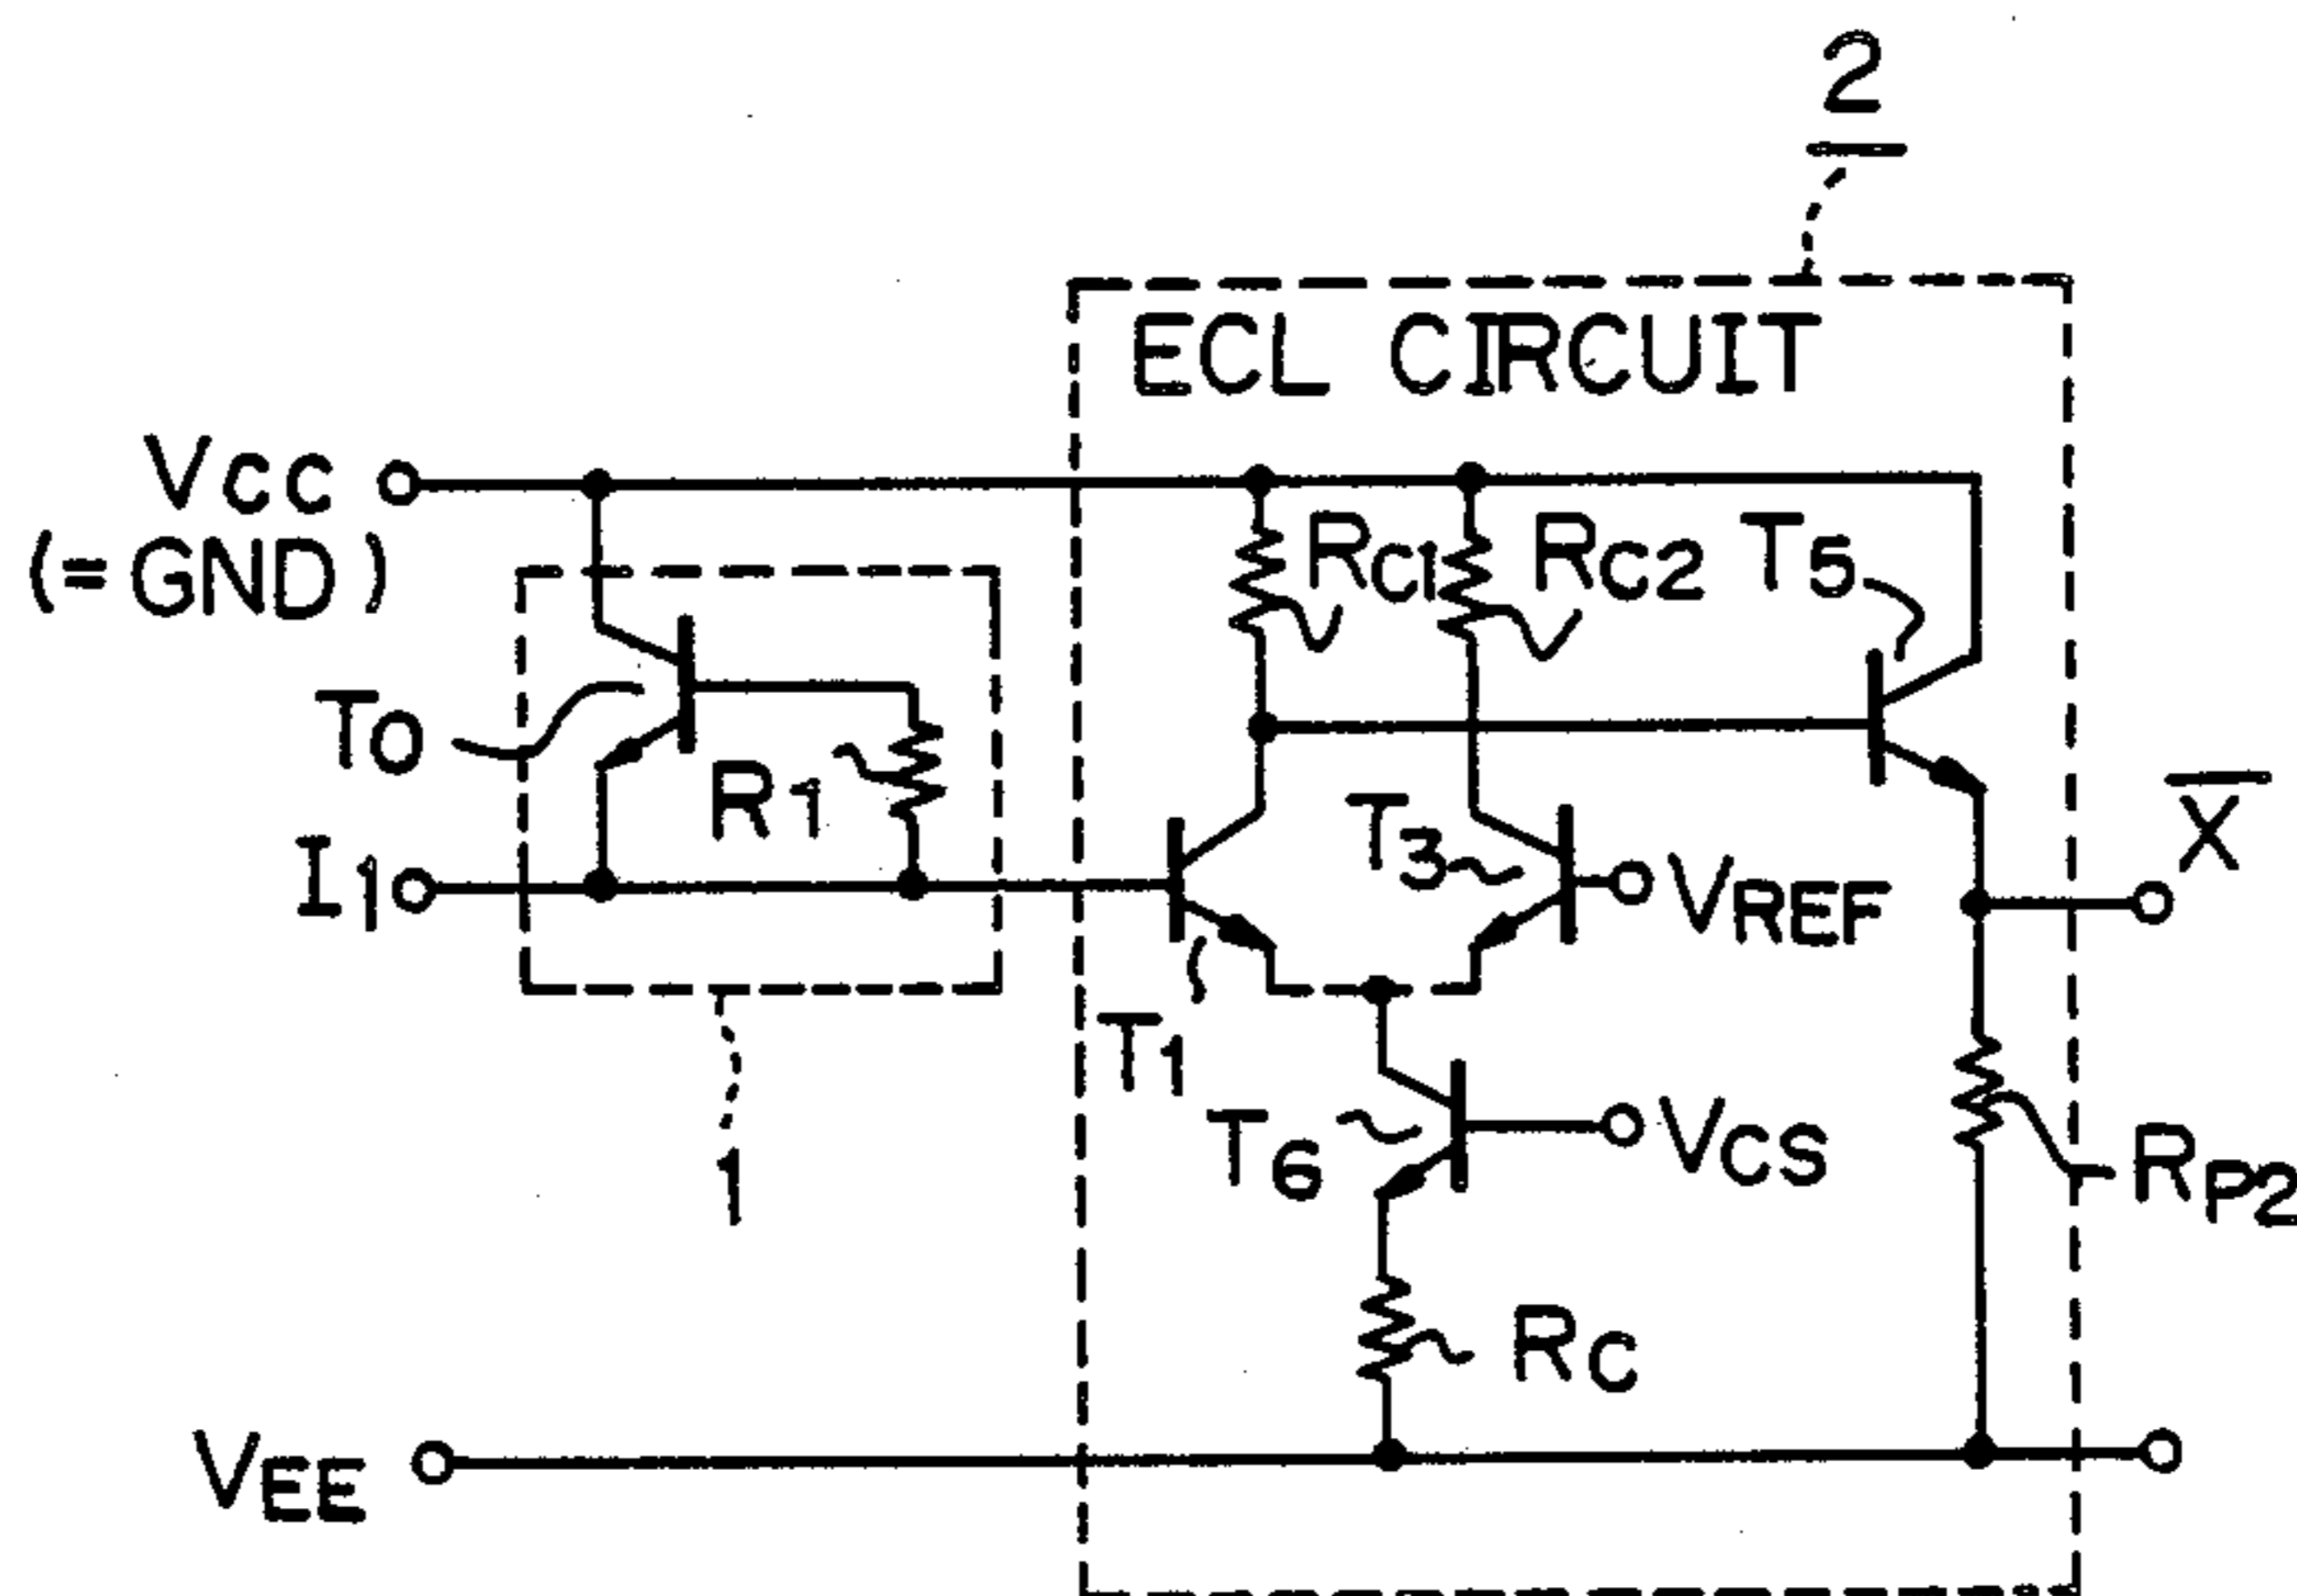 2
ECL CIRCUIT
VCC
(=GND)
RC1
RC2
T5
T0
R1
T3
X̅
I1
VREF
T1
1
T6
VCS
RP2
RC
VEE